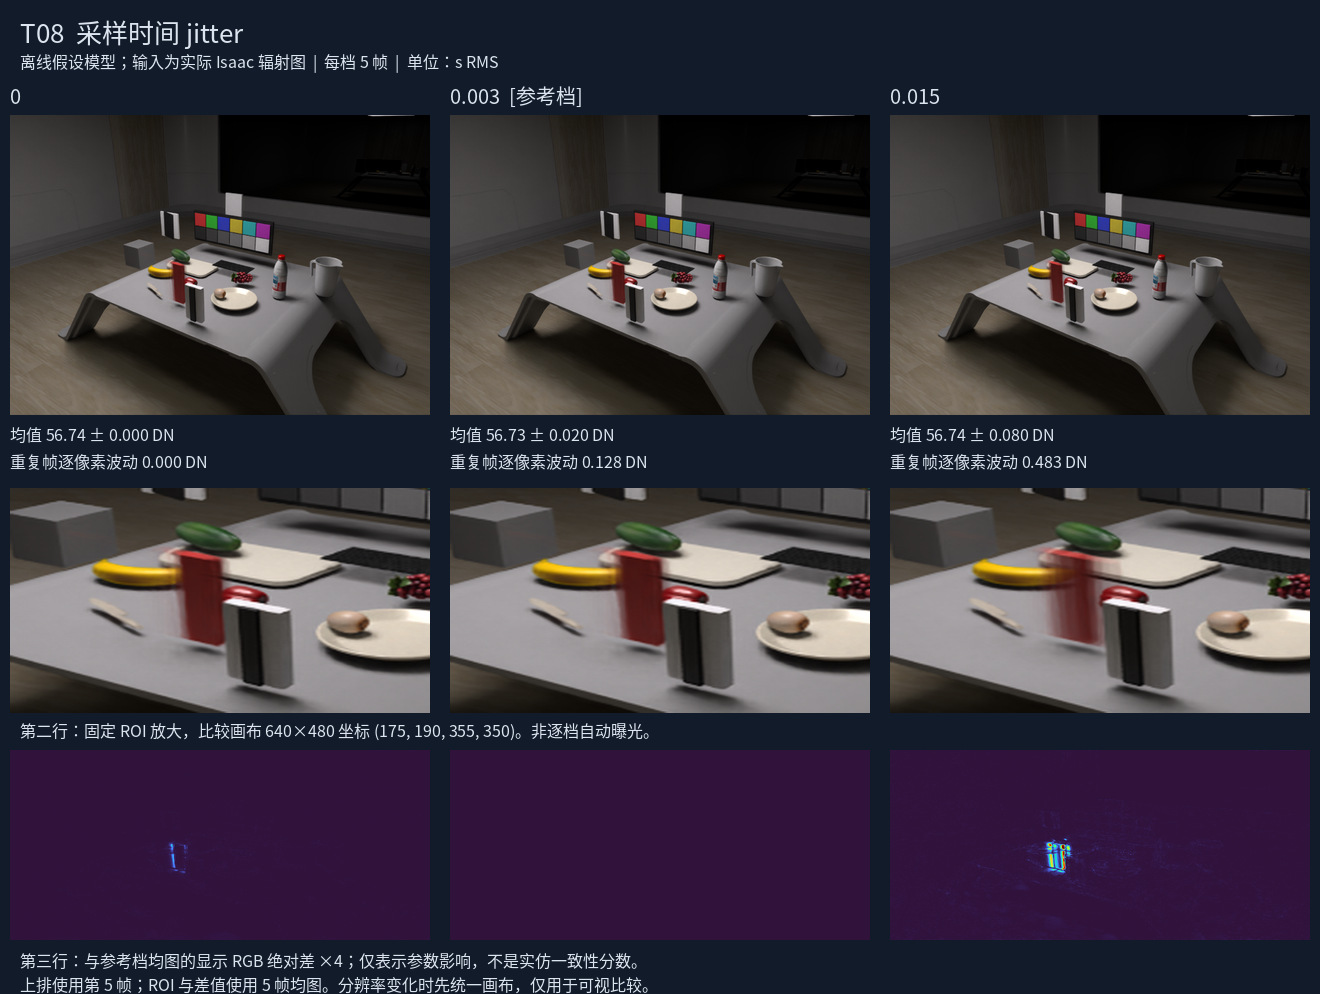 T08 采样时间 jitter
离线假设模型；输入为实际 Isaac 辐射图 | 每档 5 帧 | 单位：s RMS
0
0.003 [参考档]
0.015
均值 56.74 ± 0.000 DN
重复帧逐像素波动 0.000 DN
均值 56.73 ± 0.020 DN
重复帧逐像素波动 0.128 DN
均值 56.74 ± 0.080 DN
重复帧逐像素波动 0.483 DN
第二行：固定 ROI 放大，比较画布 640×480 坐标 (175, 190, 355, 350)。非逐档自动曝光。
第三行：与参考档均图的显示 RGB 绝对差 ×4；仅表示参数影响，不是实仿一致性分数。
上排使用第 5 帧；ROI 与差值使用 5 帧均图。分辨率变化时先统一画布，仅用于可视比较。